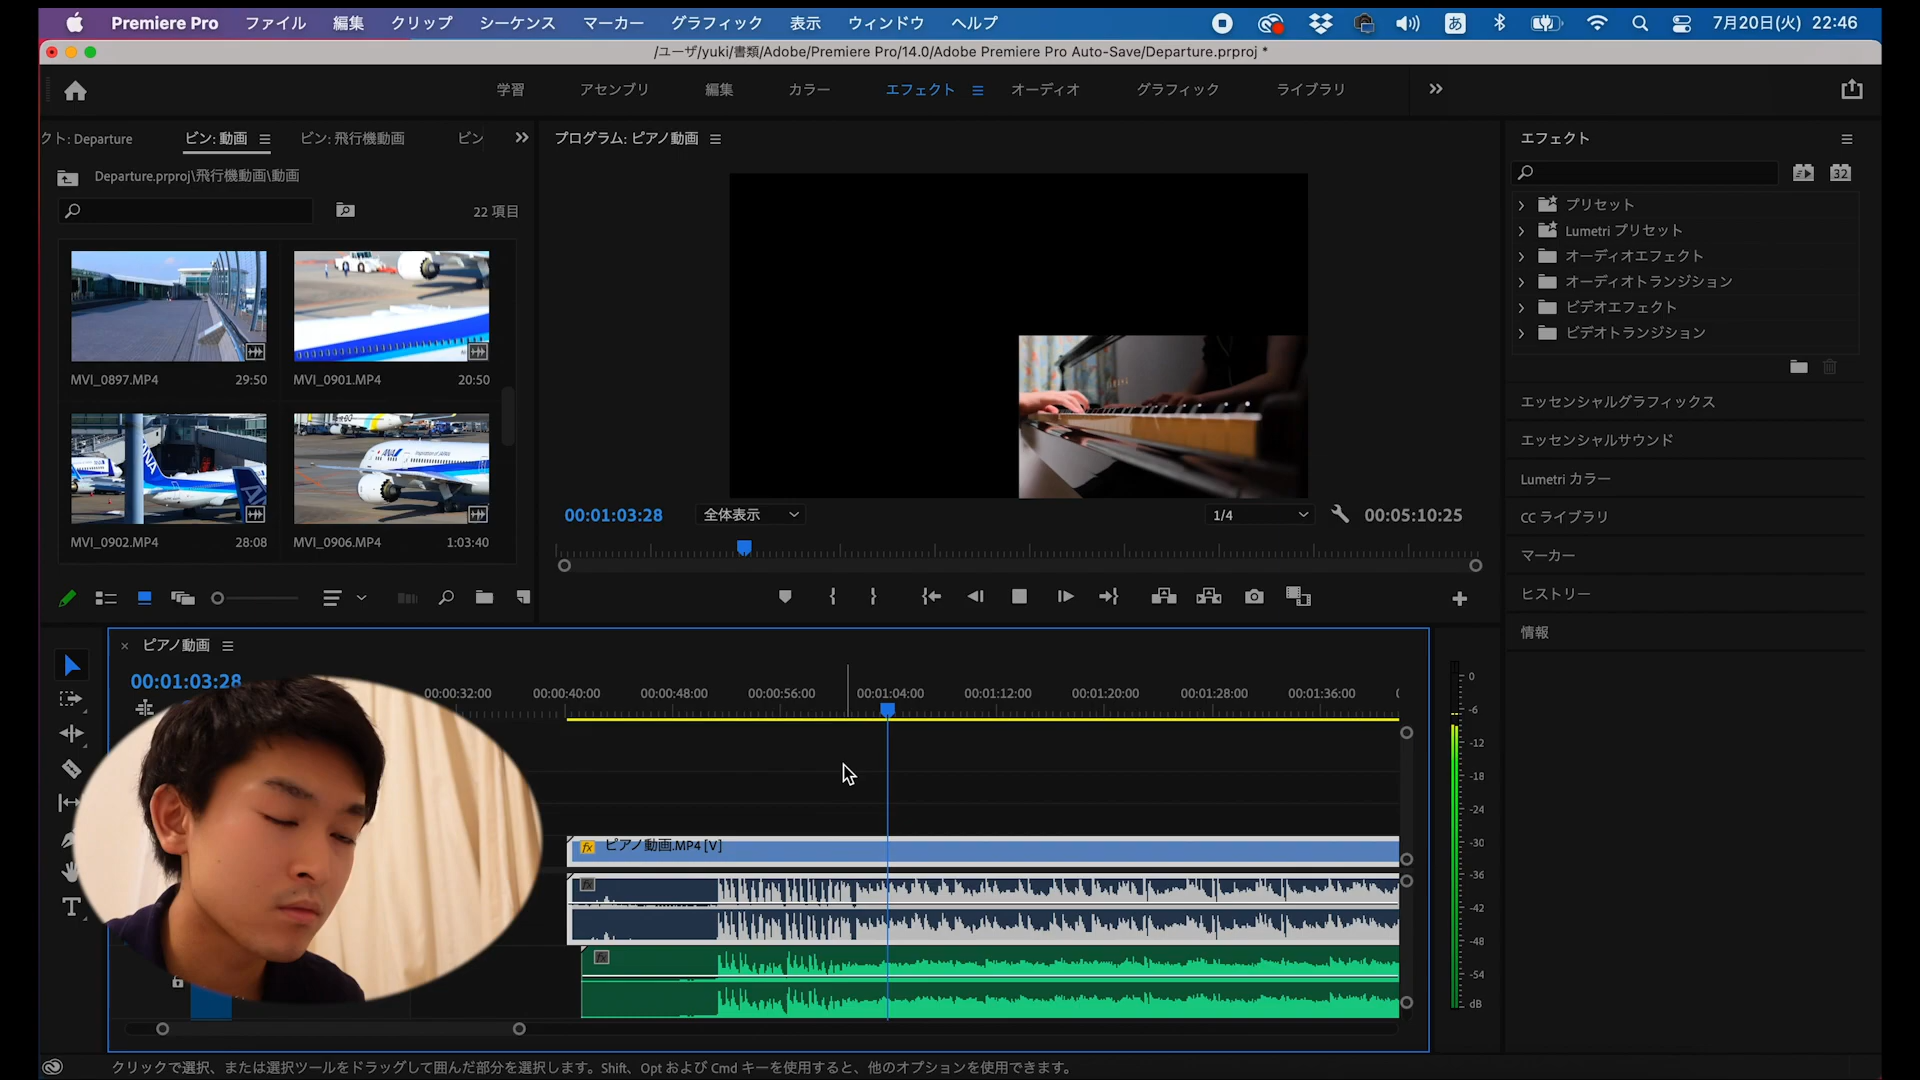 Premiere Pro ファイル 編集 クリップ シーケンス マーカー グラフィック 表示 ウィンドウ ヘルプ あ 7月20日(火) 22:46
/ユーザ/yuki/書類/Adobe/Premiere Pro/14.0/Adobe Premiere Pro Auto-Save/Departure.prproj *
学習 アセンブリ 編集 カラー エフェクト オーディオ グラフィック ライブラリ
クト: Departure ビン: 動画 ビン: 飛行機動画 ビン
プログラム: ピアノ動画
エフェクト
Departure.prproj\飛行機動画\動画
32
22 項目
プリセット
Lumetri プリセット
オーディオエフェクト
オーディオトランジション
ビデオエフェクト
ビデオトランジション
MVI_0897.MP4 29:50
MVI_0901.MP4 20:50
ANA
ANA
MVI_0902.MP4 28:08
MVI_0906.MP4 1:03:40
00:01:03:28 全体表示 1/4 00:05:10:25
エッセンシャルグラフィックス
エッセンシャルサウンド
Lumetri カラー
CC ライブラリ
マーカー
ヒストリー
情報
ピアノ動画
00:01:03:28
00:00:32:00 00:00:40:00 00:00:48:00 00:00:56:00 00:01:04:00 00:01:12:00 00:01:20:00 00:01:28:00 00:01:36:00
fx ピアノ動画.MP4 [V]
fx
fx
T
0
-6
-12
-18
-24
-30
-36
-42
-48
-54
dB
クリックで選択、または選択ツールをドラッグして囲んだ部分を選択します。Shift、Opt および Cmd キーを使用すると、他のオプションを使用できます。